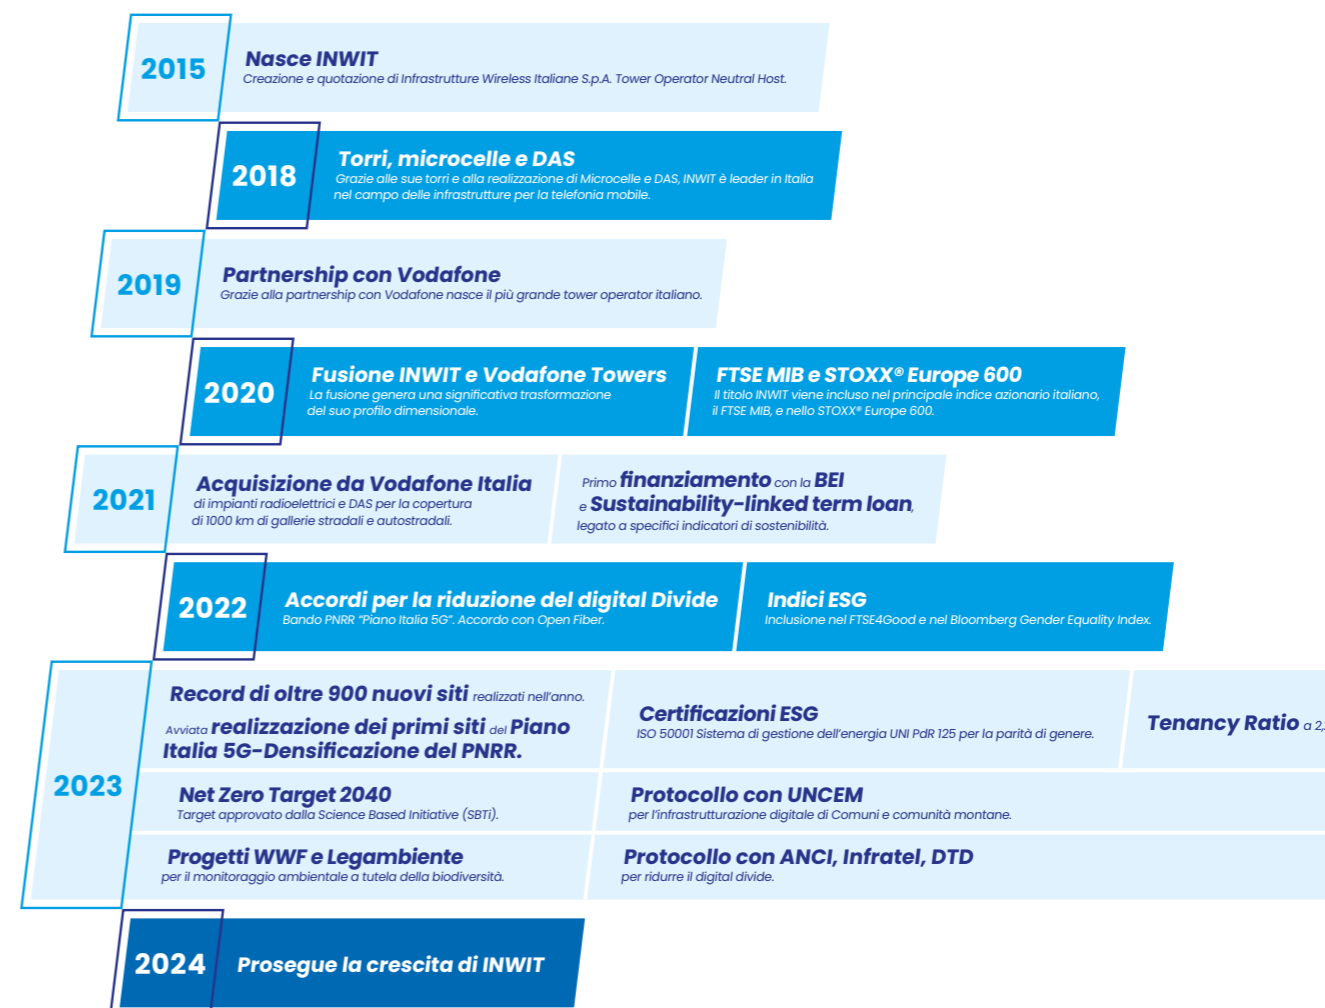 2015
Nasce INWIT
Creazione e quotazione di Infrastrutture Wireless Italiane S.p.A. Tower Operator Neutral Host.
2018
Torri, microcelle e DAS
Grazie alle sue torri e alla realizzazione di Microcelle e DAS, INWIT è leader in Italia
nel campo delle infrastrutture per la telefonia mobile.
2019
Partnership con Vodafone
Grazie alla partnership con Vodafone nasce il più grande tower operator italiano.
2020
Fusione INWIT e Vodafone Towers
La fusione genera una significativa trasformazione
del suo profilo dimensionale.
FTSE MIB e STOXX® Europe 600
Il titolo INWIT viene incluso nel principale indice azionario italiano,
il FTSE MIB, e nello STOXX® Europe 600.
2021
Acquisizione da Vodafone Italia
di impianti radioelettrici e DAS per la copertura
di 1000 km di gallerie stradali e autostradali.
Primo finanziamento con la BEI
e Sustainability-linked term loan,
legato a specifici indicatori di sostenibilità.
2022
Accordi per la riduzione del digital Divide
Bando PNRR "Piano Italia 5G". Accordo con Open Fiber.
Indici ESG
Inclusione nel FTSE4Good e nel Bloomberg Gender Equality Index.
2023
Record di oltre 900 nuovi siti realizzati nell'anno.
Avviata realizzazione dei primi siti del Piano
Italia 5G-Densificazione del PNRR.
Certificazioni ESG
ISO 50001 Sistema di gestione dell'energia UNI PdR 125 per la parità di genere.
Tenancy Ratio a 2,
Net Zero Target 2040
Target approvato dalla Science Based Initiative (SBTi).
Protocollo con UNCEM
per l'infrastrutturazione digitale di Comuni e comunità montane.
Progetti WWF e Legambiente
per il monitoraggio ambientale a tutela della biodiversità.
Protocollo con ANCI, Infratel, DTD
per ridurre il digital divide.
2024
Prosegue la crescita di INWIT